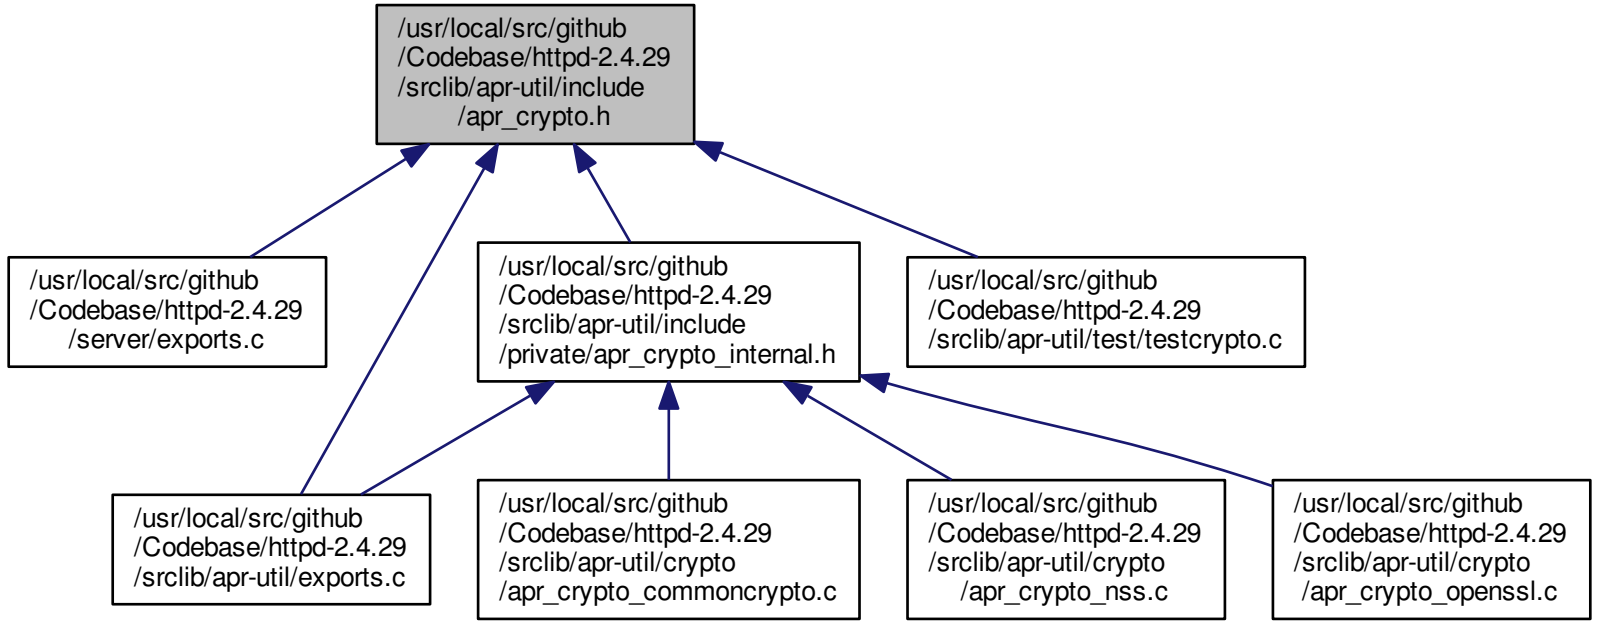 /usr/local/src/github
/Codebase/httpd-2.4.29
/srclib/apr-util/include
/apr_crypto.h
/usr/local/src/github
/Codebase/httpd-2.4.29
/server/exports.c
/usr/local/src/github
/Codebase/httpd-2.4.29
/srclib/apr-util/include
/private/apr_crypto_internal.h
/usr/local/src/github
/Codebase/httpd-2.4.29
/srclib/apr-util/test/testcrypto.c
/usr/local/src/github
/Codebase/httpd-2.4.29
/srclib/apr-util/exports.c
/usr/local/src/github
/Codebase/httpd-2.4.29
/srclib/apr-util/crypto
/apr_crypto_commoncrypto.c
/usr/local/src/github
/Codebase/httpd-2.4.29
/srclib/apr-util/crypto
/apr_crypto_nss.c
/usr/local/src/github
/Codebase/httpd-2.4.29
/srclib/apr-util/crypto
/apr_crypto_openssl.c